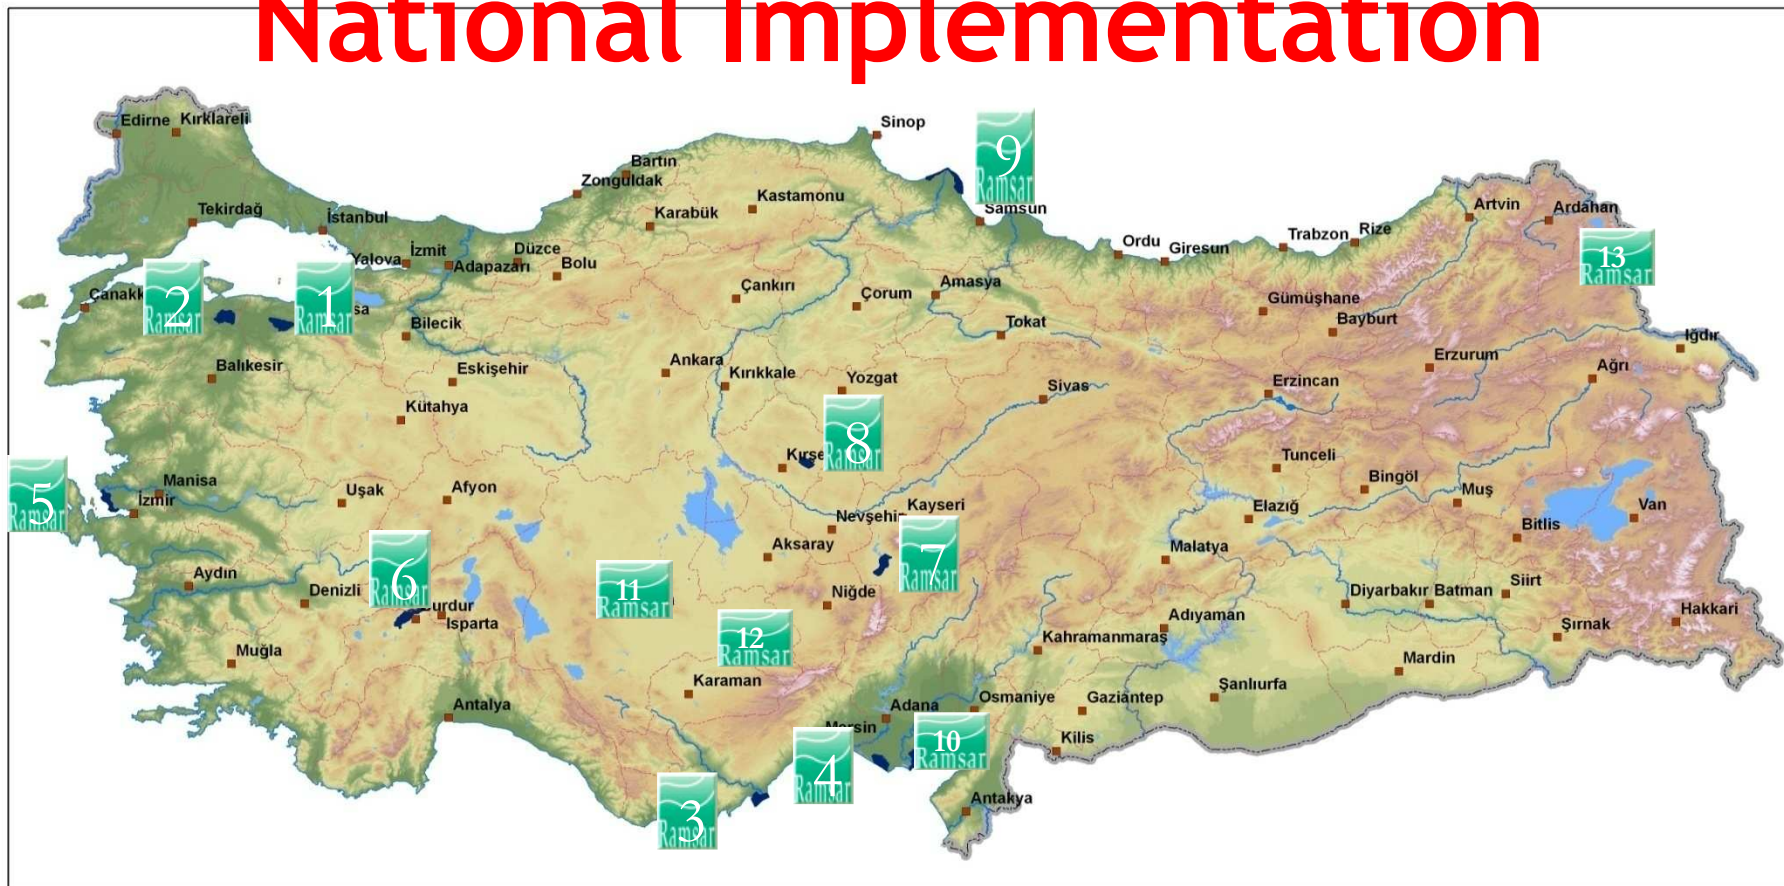 National Implementation
Edirne
Kırklareli
Sinop
9
Ramsar
Bartın
Zonguldak
Kastamonu
Karabük
Samsun
Tekirdağ
İstanbul
Artvin
Ardahan
Ordu
Giresun
Trabzon
Rize
Yalova
İzmit
Adapazarı
Düzce
Bolu
13
Ramsar
2
Ramsar
1
Ramsar
Çanakk
sa
Bilecik
Çankırı
Çorum
Amasya
Tokat
Gümüşhane
Bayburt
Iğdır
Balıkesir
Eskişehir
Ankara
Kırıkkale
Yozgat
Sivas
Erzincan
Erzurum
Ağrı
Kütahya
8
Ramsar
Kırşe
Tunceli
Bingöl
Muş
5
Ramsar
Manisa
İzmir
Uşak
Afyon
Nevşehir
Kayseri
Elazığ
Bitlis
Van
Aksaray
7
Ramsar
Malatya
6
Ramsar
Aydın
Denizli
urdur
Isparta
11
Ramsar
Niğde
Adıyaman
Diyarbakır
Batman
Siirt
Şırnak
Hakkari
12
Ramsar
Kahramanmaraş
Muğla
Karaman
Mardin
Antalya
Adana
Osmaniye
Gaziantep
Şanlıurfa
Mersin
10
Ramsar
Kilis
4
Ramsar
3
Ramsar
Antakya